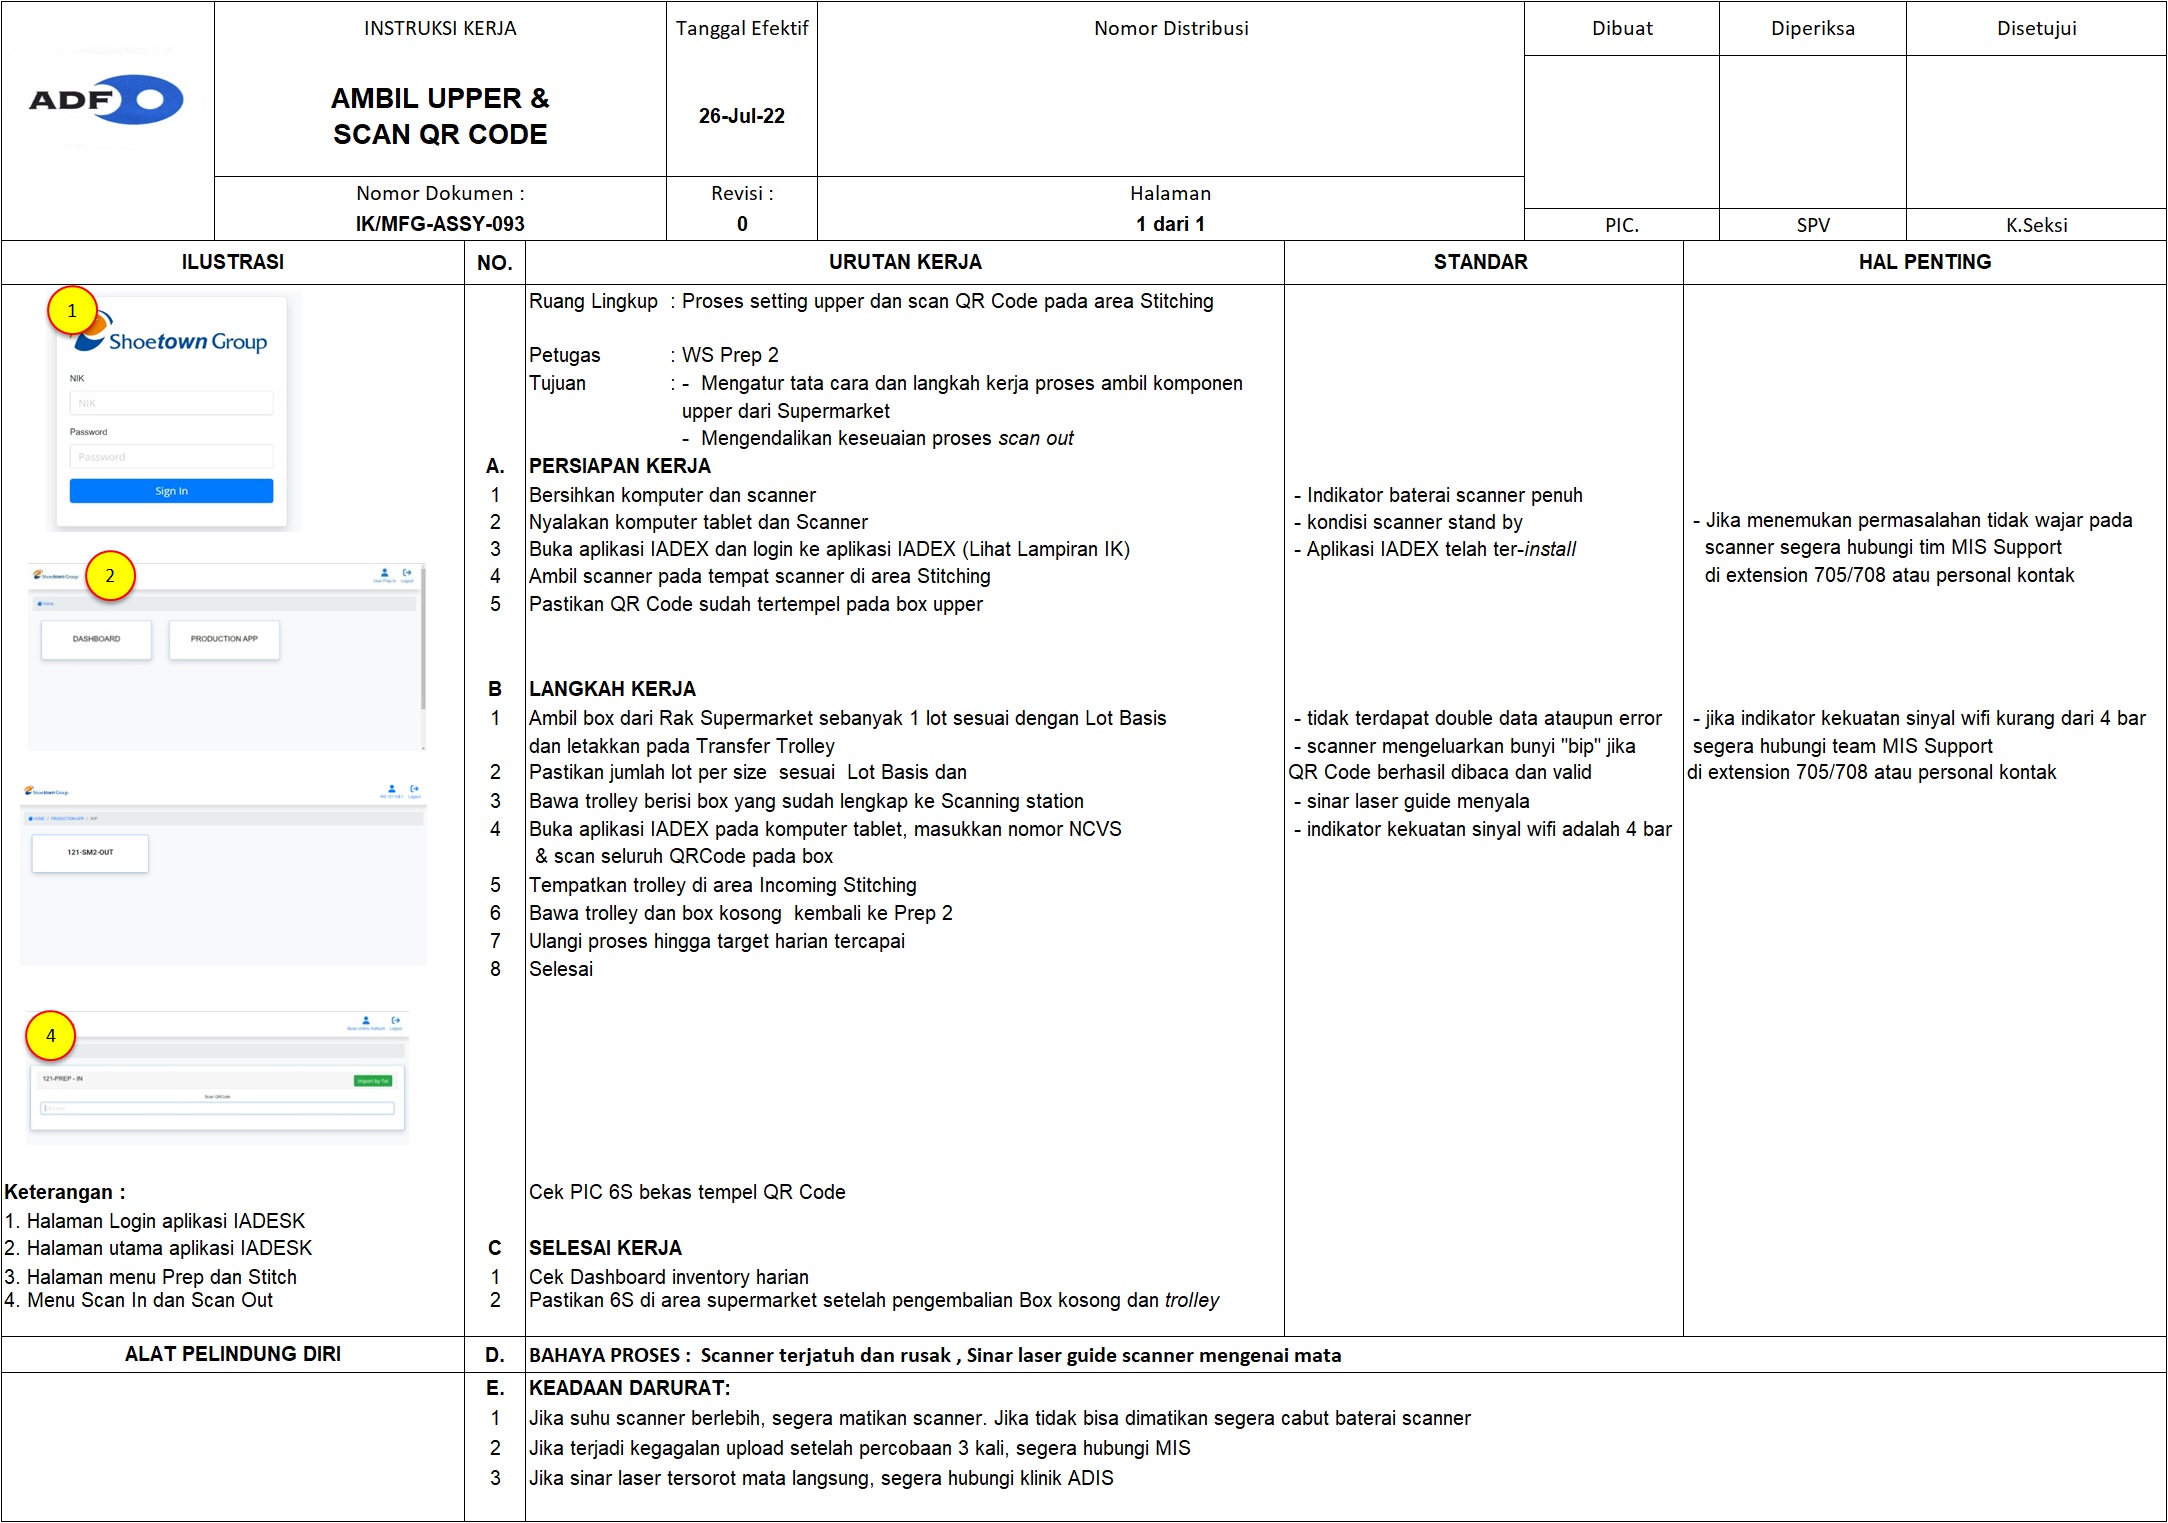 ADF
INSTRUKSI KERJA
AMBIL UPPER &
SCAN QR CODE
Tanggal Efektif
26-Jul-22
Nomor Distribusi
Dibuat
Diperiksa
Disetujui
Nomor Dokumen :
IK/MFG-ASSY-093
Revisi :
0
Halaman
1 dari 1
PIC.
SPV
K.Seksi
ILUSTRASI
NO.
URUTAN KERJA
STANDAR
HAL PENTING
1
Shoetown Group
NIK
NIK
Password
Password
Sign In
2
Shoetown Group
Logout
Home
DASHBOARD
PRODUCTION APP
Shoetown Group
Logout
HOME / PRODUCTION APP /
121-SM2-OUT
4
Logout
121-PREP - IN
Import by Txt
Scan QRCode
Keterangan :
1. Halaman Login aplikasi IADESK
2. Halaman utama aplikasi IADESK
3. Halaman menu Prep dan Stitch
4. Menu Scan In dan Scan Out
Ruang Lingkup : Proses setting upper dan scan QR Code pada area Stitching
Petugas : WS Prep 2
Tujuan : - Mengatur tata cara dan langkah kerja proses ambil komponen
upper dari Supermarket
- Mengendalikan keseuaian proses scan out
A. PERSIAPAN KERJA
1 Bersihkan komputer dan scanner
2 Nyalakan komputer tablet dan Scanner
3 Buka aplikasi IADEX dan login ke aplikasi IADEX (Lihat Lampiran IK)
4 Ambil scanner pada tempat scanner di area Stitching
5 Pastikan QR Code sudah tertempel pada box upper
- Indikator baterai scanner penuh
- kondisi scanner stand by
- Aplikasi IADEX telah ter-install
- Jika menemukan permasalahan tidak wajar pada
scanner segera hubungi tim MIS Support
di extension 705/708 atau personal kontak
B LANGKAH KERJA
1 Ambil box dari Rak Supermarket sebanyak 1 lot sesuai dengan Lot Basis
dan letakkan pada Transfer Trolley
2 Pastikan jumlah lot per size sesuai Lot Basis dan
3 Bawa trolley berisi box yang sudah lengkap ke Scanning station
4 Buka aplikasi IADEX pada komputer tablet, masukkan nomor NCVS
& scan seluruh QRCode pada box
5 Tempatkan trolley di area Incoming Stitching
6 Bawa trolley dan box kosong kembali ke Prep 2
7 Ulangi proses hingga target harian tercapai
8 Selesai
- tidak terdapat double data ataupun error
- scanner mengeluarkan bunyi "bip" jika
QR Code berhasil dibaca dan valid
- sinar laser guide menyala
- indikator kekuatan sinyal wifi adalah 4 bar
- jika indikator kekuatan sinyal wifi kurang dari 4 bar
segera hubungi team MIS Support
di extension 705/708 atau personal kontak
Cek PIC 6S bekas tempel QR Code
C SELESAI KERJA
1 Cek Dashboard inventory harian
2 Pastikan 6S di area supermarket setelah pengembalian Box kosong dan trolley
ALAT PELINDUNG DIRI
D. BAHAYA PROSES : Scanner terjatuh dan rusak , Sinar laser guide scanner mengenai mata
E. KEADAAN DARURAT:
1 Jika suhu scanner berlebih, segera matikan scanner. Jika tidak bisa dimatikan segera cabut baterai scanner
2 Jika terjadi kegagalan upload setelah percobaan 3 kali, segera hubungi MIS
3 Jika sinar laser tersorot mata langsung, segera hubungi klinik ADIS